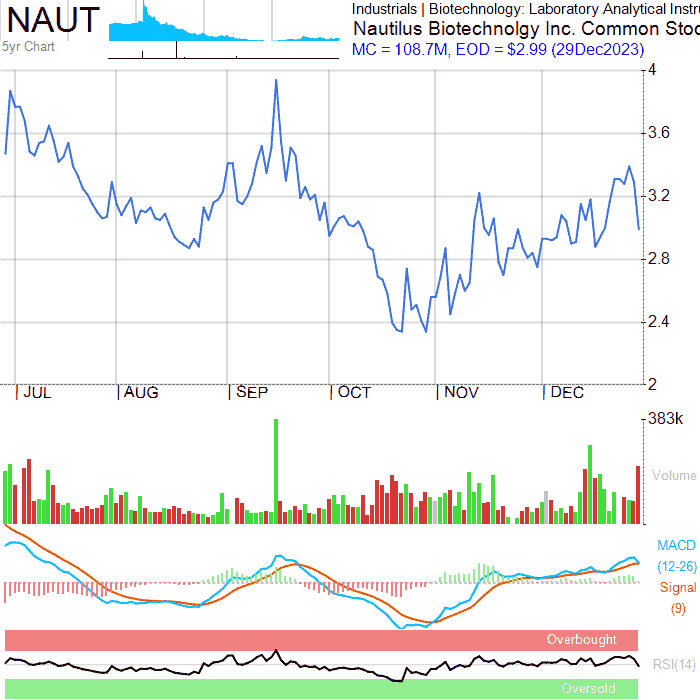 NAUT
5yr Chart
Industrials | Biotechnology: Laboratory Analytical Instru
Nautilus Biotechnolgy Inc. Common Stoc
MC = 108.7M, EOD = $2.99 (29Dec2023)
4
3.6
3.2
2.8
2.4
2
| JUL | AUG | SEP | OCT | NOV | DEC
383k
Volume
MACD
(12-26)
Signal
(9)
Overbought
RSI(14)
Oversold